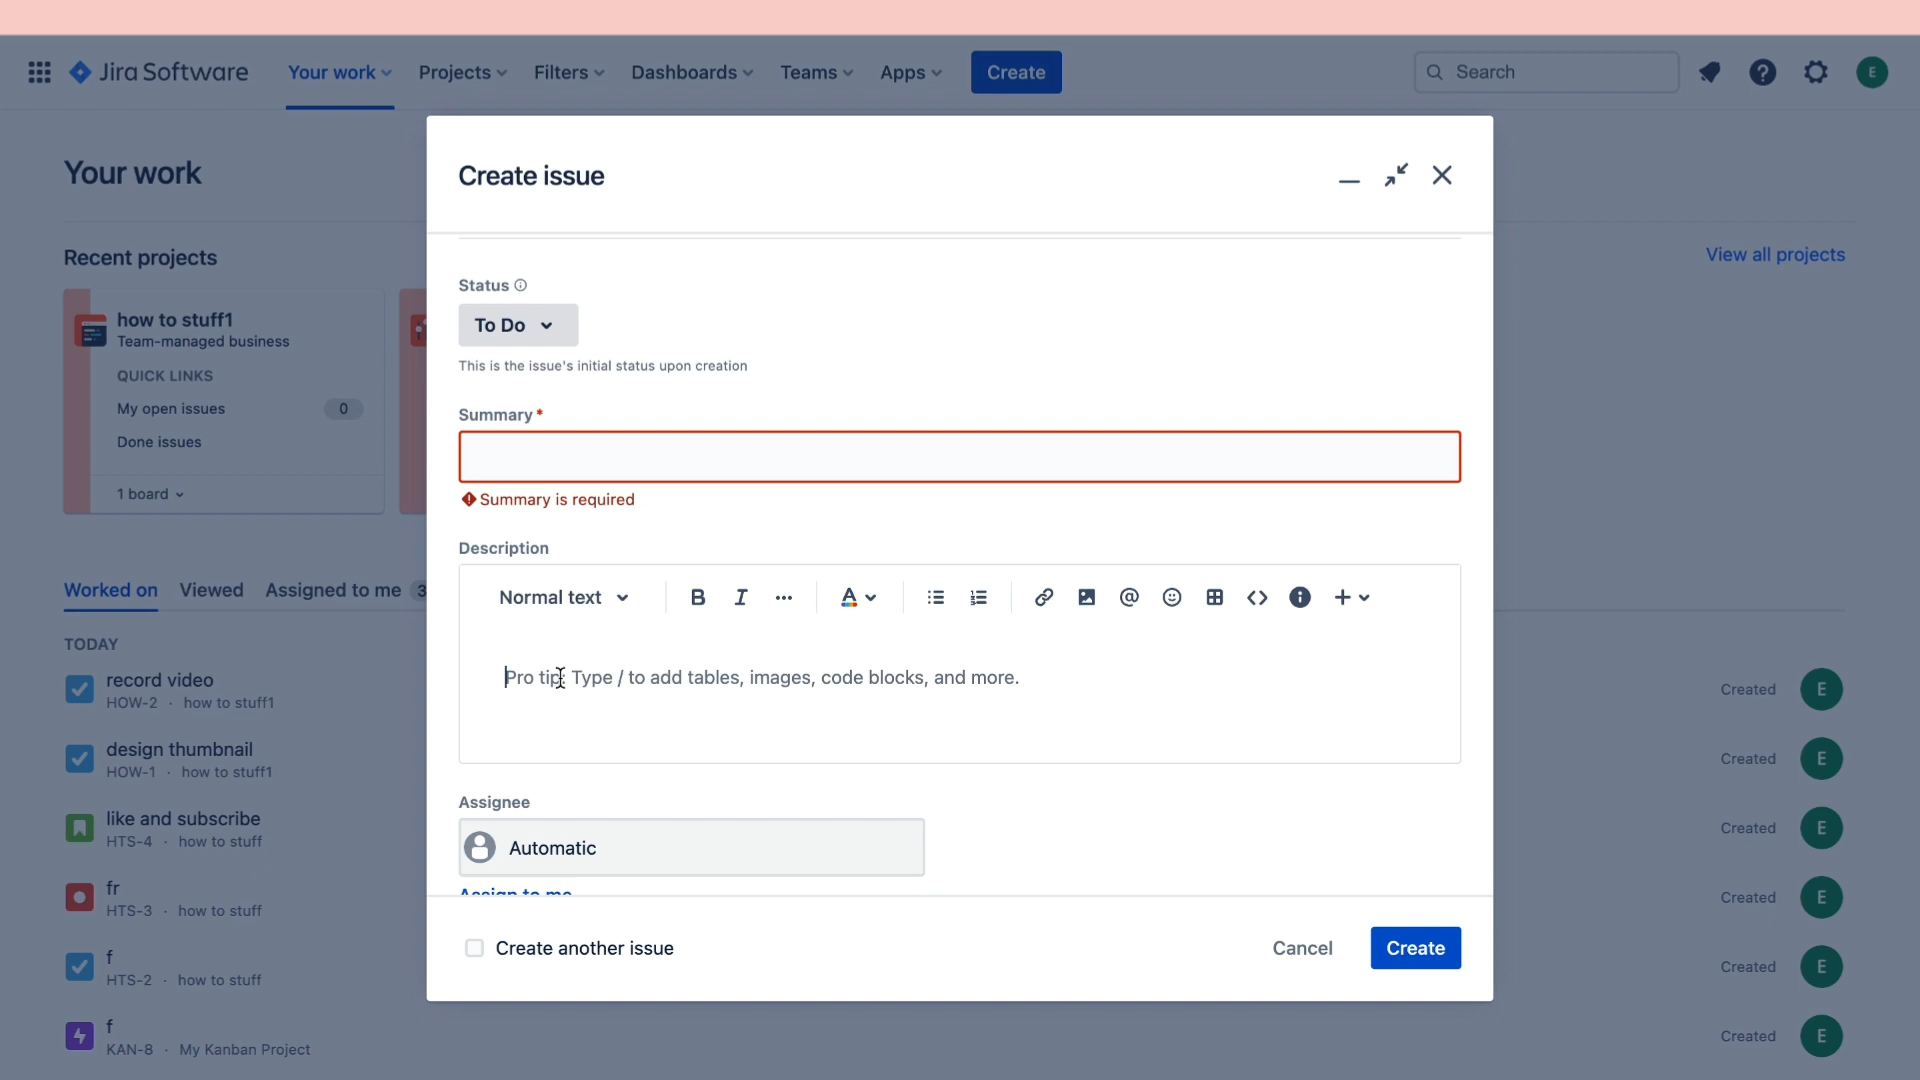 Jira Software
Your work
Projects
Filters
Dashboards
Teams
Apps
Create
Search
E
Your work
Recent projects
View all projects
how to stuff1
Team-managed business
QUICK LINKS
My open issues 0
Done issues
1 board
Worked on Viewed Assigned to me 3
TODAY
record video
HOW-2 · how to stuff1
Created E
design thumbnail
HOW-1 · how to stuff1
Created E
like and subscribe
HTS-4 · how to stuff
Created E
fr
HTS-3 · how to stuff
Created E
f
HTS-2 · how to stuff
Created E
f
KAN-8 · My Kanban Project
Created E
Create issue
Status
To Do
This is the issue's initial status upon creation
Summary *
Summary is required
Description
Normal text B I ... A @ <> +
Pro tip: Type / to add tables, images, code blocks, and more.
Assignee
Automatic
Assign to me
Create another issue
Cancel
Create